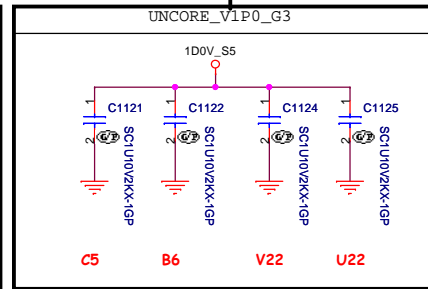 UNCORE_V1P0_G3
1D0V_S5
1
C1121
2
G/P
SC1U10V2KX-1GP
1
C1122
2
G/P
SC1U10V2KX-1GP
1
C1124
2
G/P
SC1U10V2KX-1GP
1
C1125
2
G/P
SC1U10V2KX-1GP
C5
B6
V22
U22